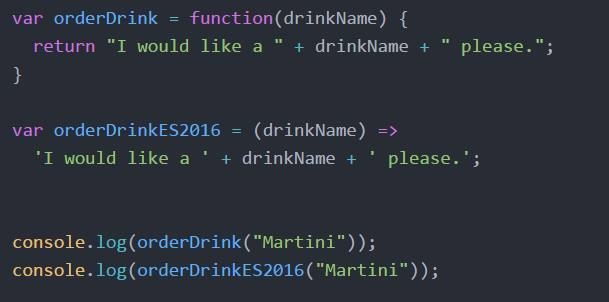 var orderDrink = function(drinkName) {
  return "I would like a " + drinkName + " please.";
}

var orderDrinkES2016 = (drinkName) =>
  'I would like a ' + drinkName + ' please.';


console.log(orderDrink("Martini"));
console.log(orderDrinkES2016("Martini"));